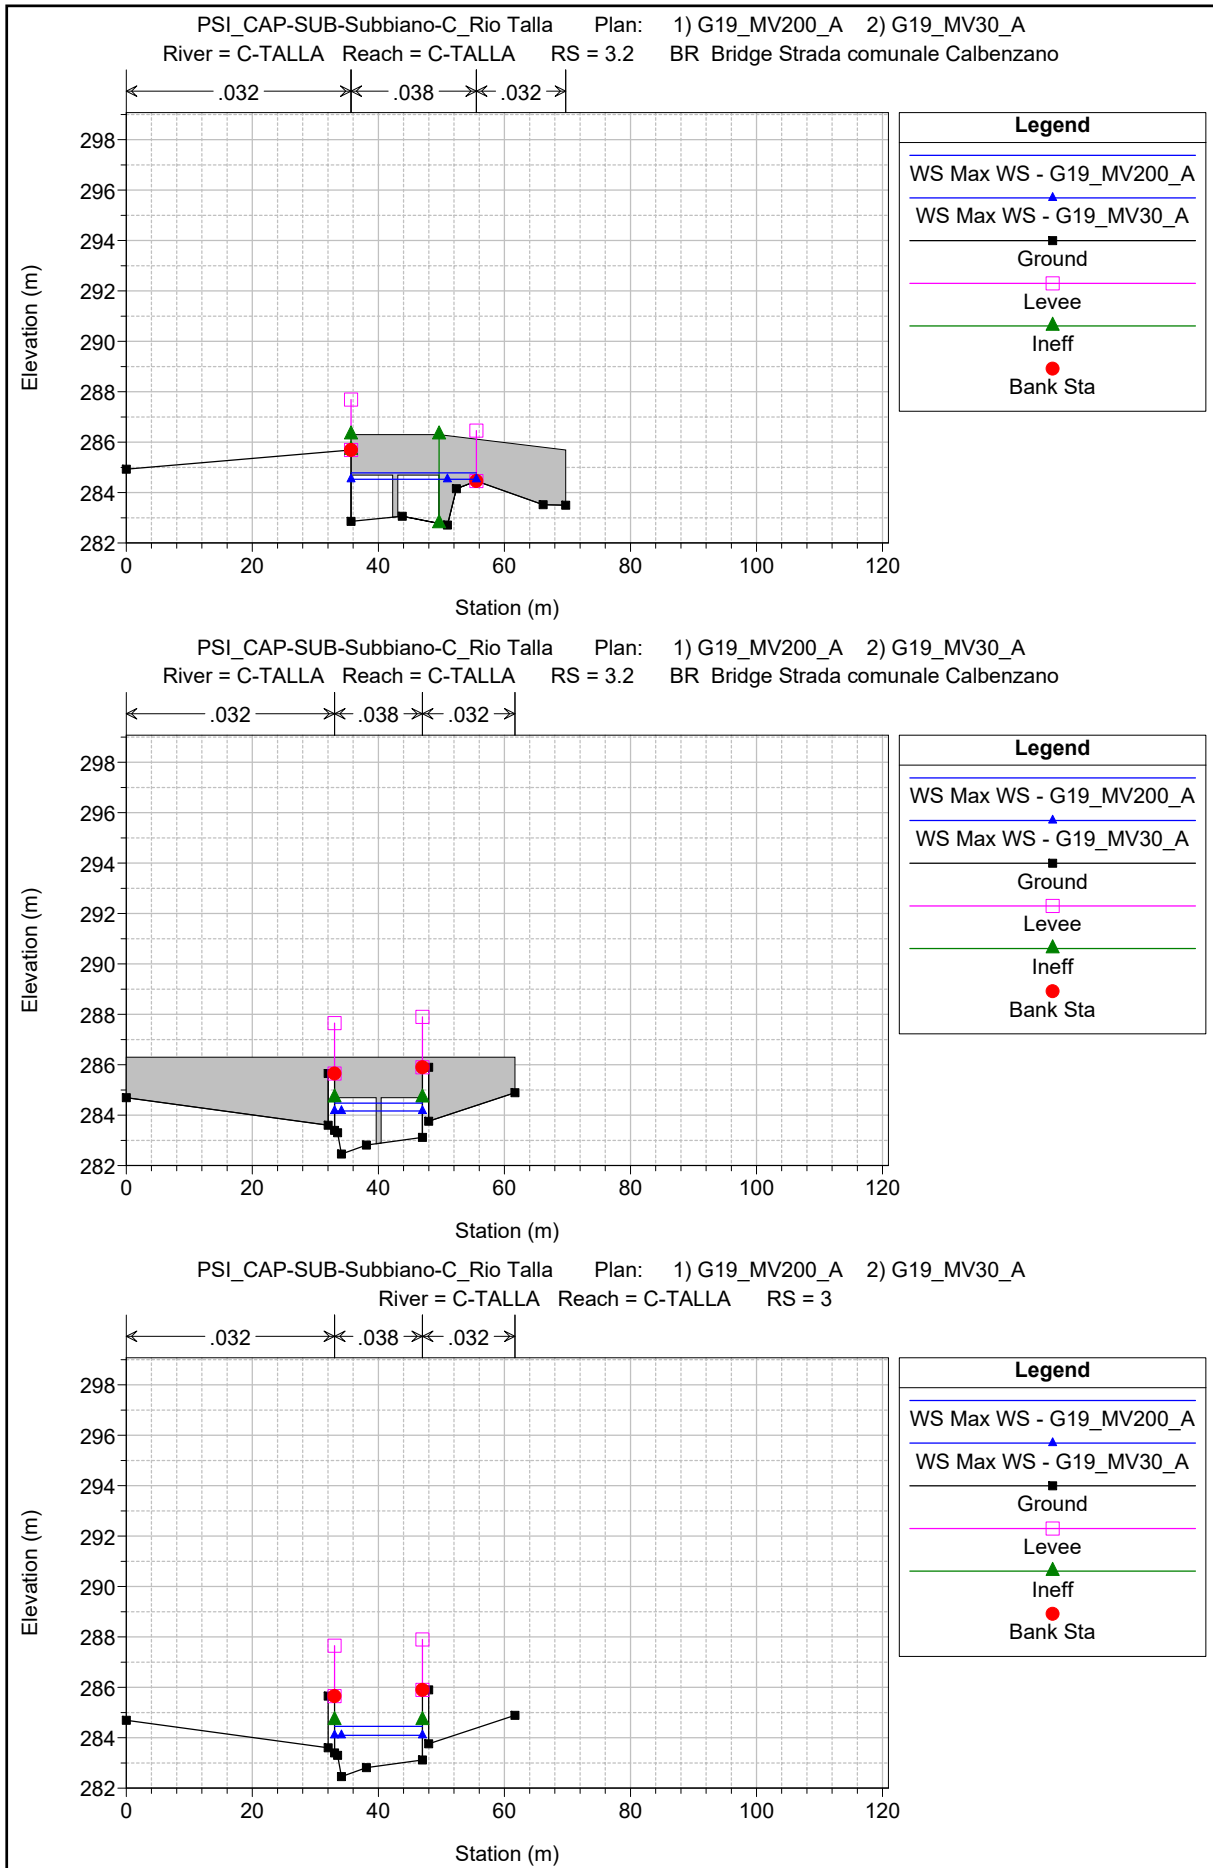 PSI_CAP-SUB-Subbiano-C_Rio Talla Plan: 1) G19_MV200_A 2) G19_MV30_A
River = C-TALLA Reach = C-TALLA RS = 3.2 BR Bridge Strada comunale Calbenzano
.032 .038 .032
Legend
WS Max WS - G19_MV200_A
WS Max WS - G19_MV30_A
Ground
Levee
Ineff
Bank Sta
Elevation (m)
298
296
294
292
290
288
286
284
282
0 20 40 60 80 100 120
Station (m)
PSI_CAP-SUB-Subbiano-C_Rio Talla Plan: 1) G19_MV200_A 2) G19_MV30_A
River = C-TALLA Reach = C-TALLA RS = 3.2 BR Bridge Strada comunale Calbenzano
.032 .038 .032
Legend
WS Max WS - G19_MV200_A
WS Max WS - G19_MV30_A
Ground
Levee
Ineff
Bank Sta
Elevation (m)
298
296
294
292
290
288
286
284
282
0 20 40 60 80 100 120
Station (m)
PSI_CAP-SUB-Subbiano-C_Rio Talla Plan: 1) G19_MV200_A 2) G19_MV30_A
River = C-TALLA Reach = C-TALLA RS = 3
.032 .038 .032
Legend
WS Max WS - G19_MV200_A
WS Max WS - G19_MV30_A
Ground
Levee
Ineff
Bank Sta
Elevation (m)
298
296
294
292
290
288
286
284
282
0 20 40 60 80 100 120
Station (m)